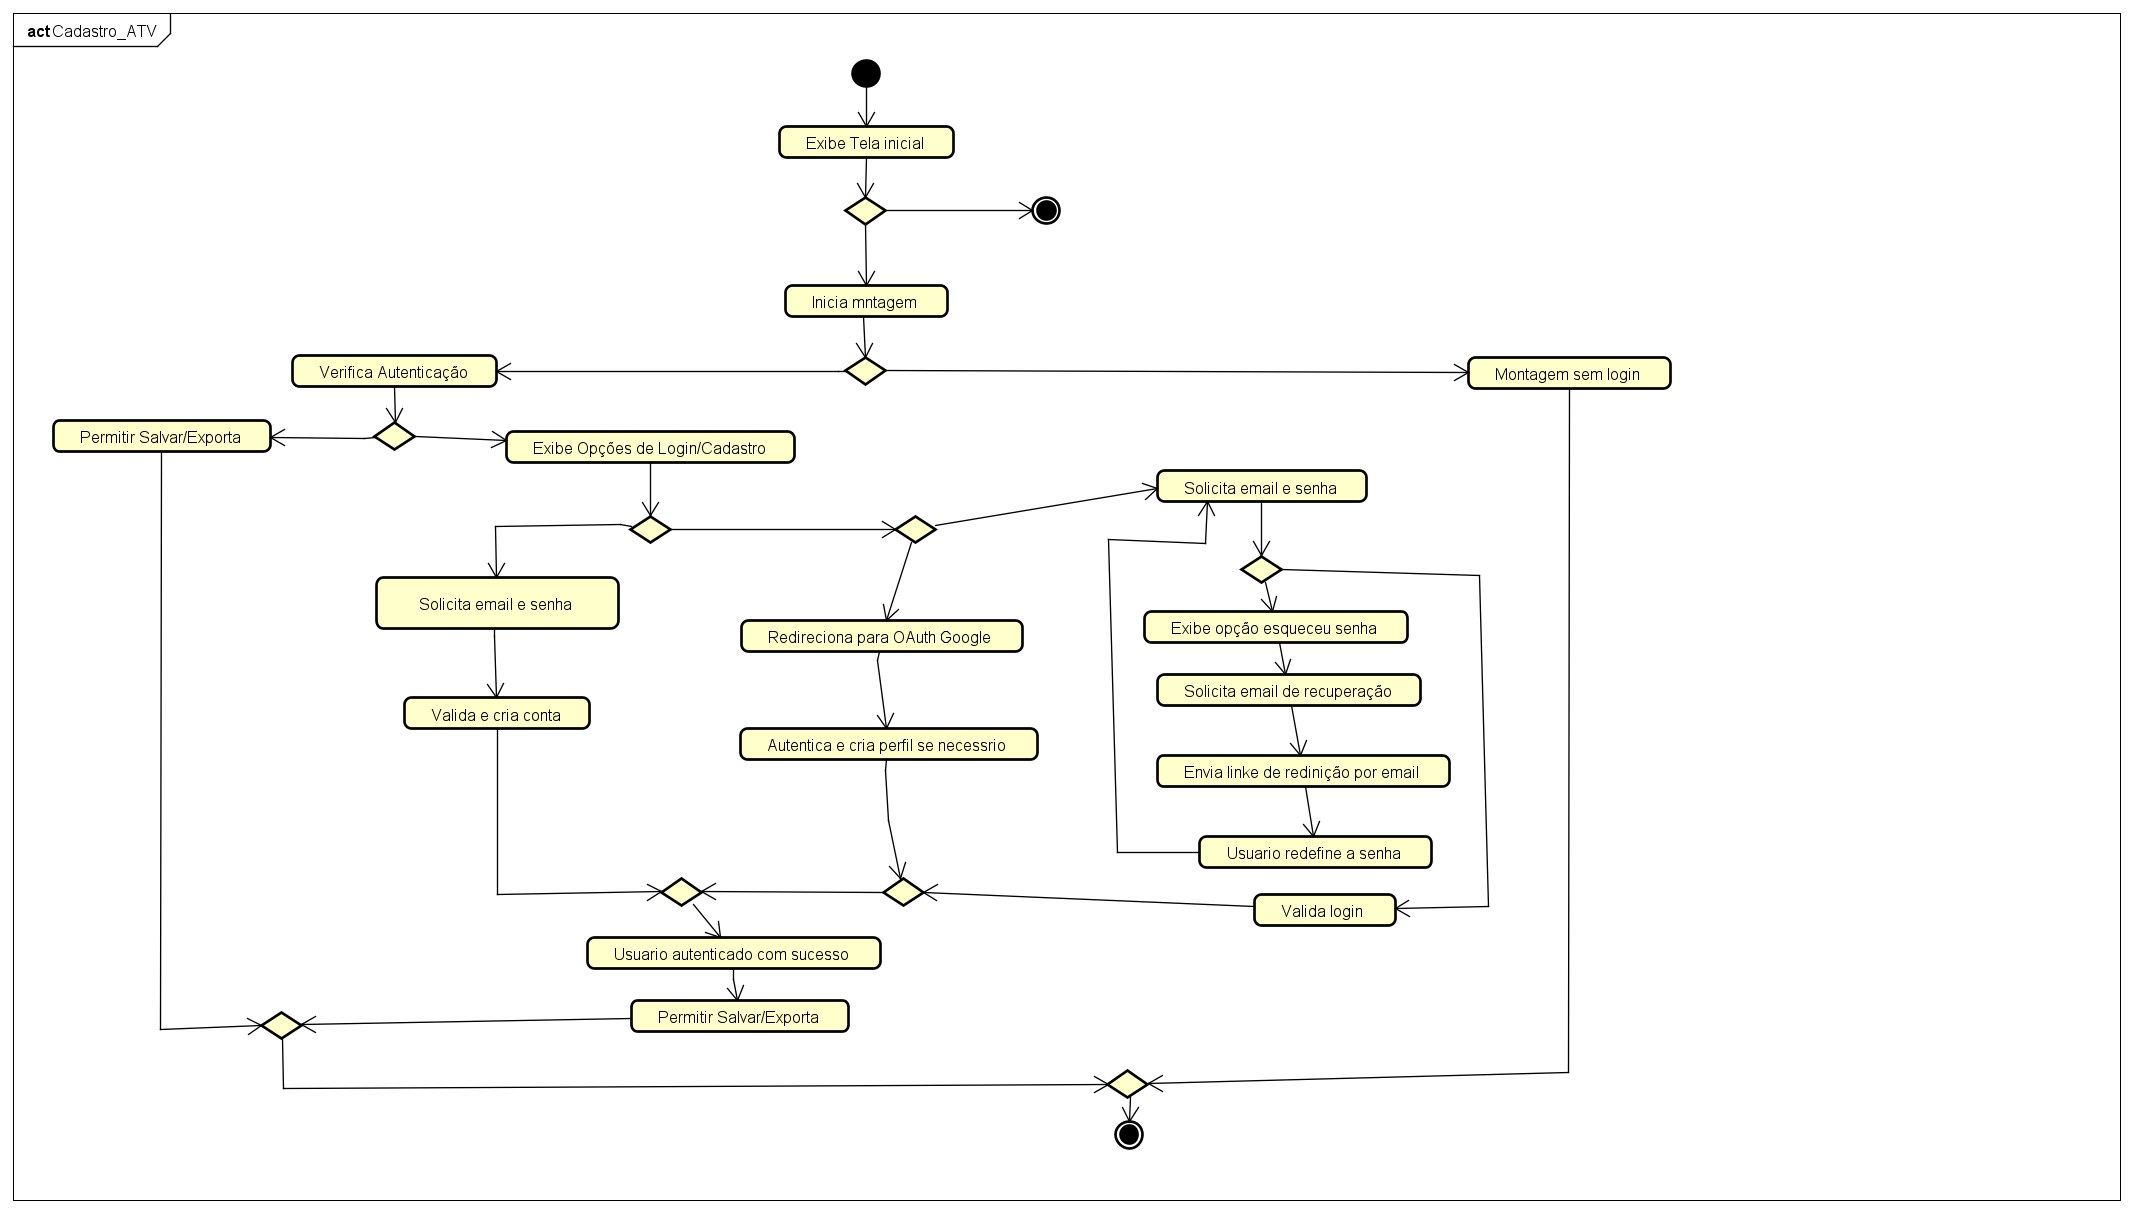 act Cadastro_ATV
Exibe Tela inicial
Inicia mntagem
Verifica Autenticação
Montagem sem login
Permitir Salvar/Exporta
Exibe Opções de Login/Cadastro
Solicita email e senha
Solicita email e senha
Redireciona para OAuth Google
Exibe opção esqueceu senha
Solicita email de recuperação
Valida e cria conta
Autentica e cria perfil se necessrio
Envia linke de redinição por email
Usuario redefine a senha
Valida login
Usuario autenticado com sucesso
Permitir Salvar/Exporta